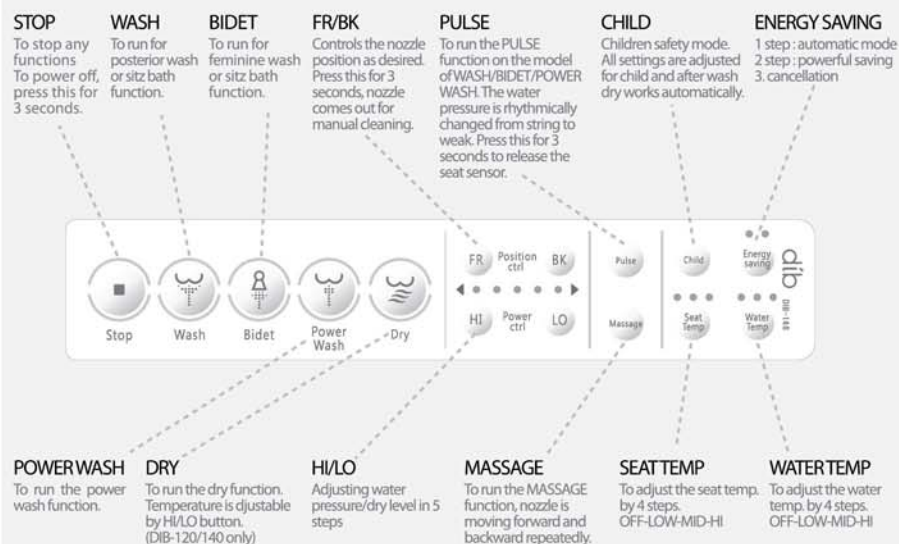 STOP
To stop any
functions
To power off,
press this for
3 seconds.
WASH
To run for
posterior wash
or sitz bath
function.
BIDET
To run for
feminine wash
or sitz bath
function.
FR/BK
Controls the nozzle
position as desired.
Press this for 3
seconds, nozzle
comes out for
manual cleaning.
PULSE
To run the PULSE
function on the model
of WASH/BIDET/POWER
WASH. The water
pressure is rhythmically
changed from string to
weak. Press this for 3
seconds to release the
seat sensor.
CHILD
Children safety mode.
All settings are adjusted
for child and after wash
dry works automatically.
ENERGY SAVING
1 step : automatic mode
2 step : powerful saving
3. cancellation
Stop
Wash
Bidet
Power
Wash
Dry
FR Position BK
ctrl
HI Power LO
ctrl
Pulse
Massage
Child
Energy
saving
Seat
Temp
Water
Temp
dib
DIB-148
POWER WASH
To run the power
wash function.
DRY
To run the dry function.
Temperature is djustable
by HI/LO button.
(DIB-120/140 only)
HI/LO
Adjusting water
pressure/dry level in 5
steps
MASSAGE
To run the MASSAGE
function, nozzle is
moving forward and
backward repeatedly.
SEAT TEMP
To adjust the seat temp.
by 4 steps.
OFF-LOW-MID-HI
WATER TEMP
To adjust the water
temp. by 4 steps.
OFF-LOW-MID-HI